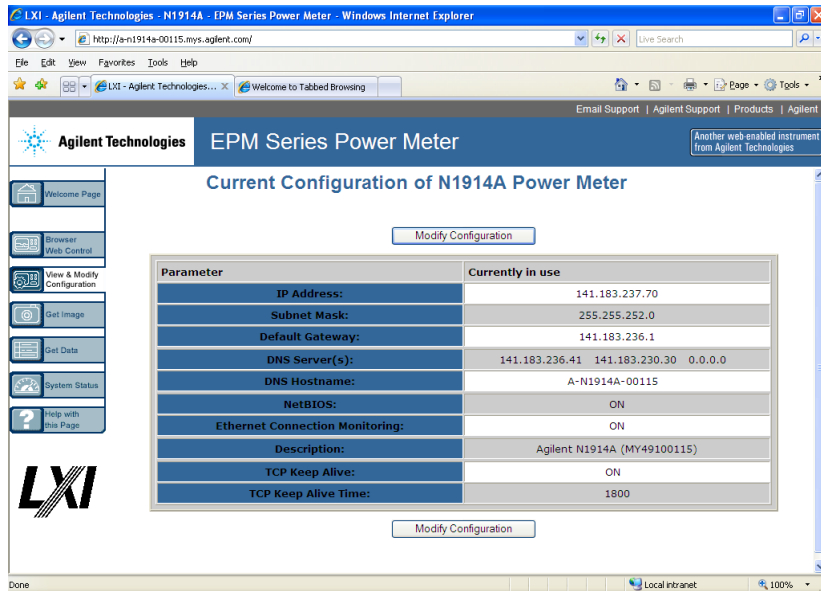 LXI - Agilent Technologies - N1914A - EPM Series Power Meter - Windows Internet Explorer
http://a-n1914a-00115.mys.agilent.com/
Live Search
File Edit View Favorites Tools Help
LXI - Agilent Technologies... X
Welcome to Tabbed Browsing
Page Tools
Email Support | Agilent Support | Products | Agilent
Agilent Technologies
EPM Series Power Meter
Another web-enabled instrument
from Agilent Technologies
Welcome Page
Browser
Web Control
View & Modify
Configuration
Get Image
Get Data
System Status
Help with
this Page
LXI
Current Configuration of N1914A Power Meter
Modify Configuration
Parameter Currently in use
IP Address: 141.183.237.70
Subnet Mask: 255.255.252.0
Default Gateway: 141.183.236.1
DNS Server(s): 141.183.236.41 141.183.230.30 0.0.0.0
DNS Hostname: A-N1914A-00115
NetBIOS: ON
Ethernet Connection Monitoring: ON
Description: Agilent N1914A (MY49100115)
TCP Keep Alive: ON
TCP Keep Alive Time: 1800
Modify Configuration
Done
Local intranet
100%